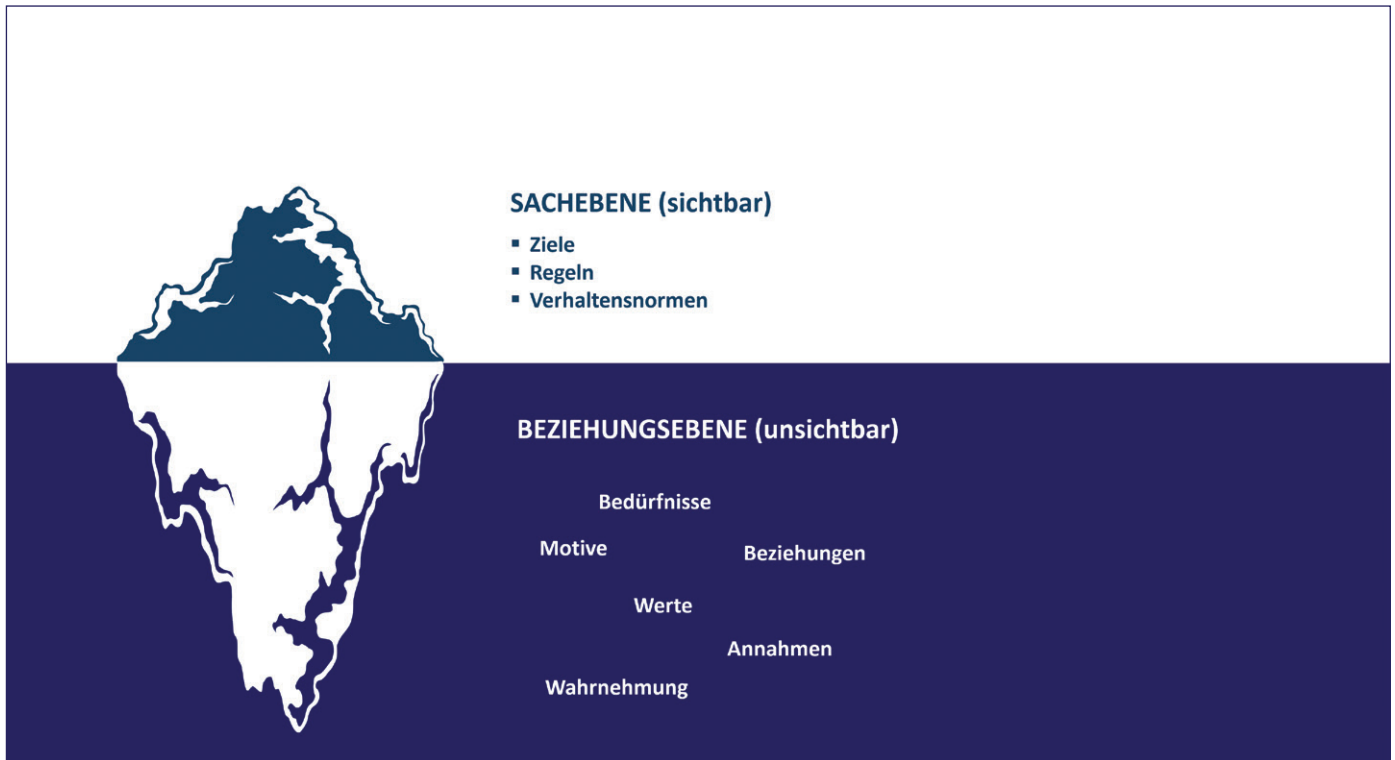 SACHEBENE (sichtbar)
▪ Ziele
▪ Regeln
▪ Verhaltensnormen
BEZIEHUNGSEBENE (unsichtbar)
Bedürfnisse
Motive
Beziehungen
Werte
Annahmen
Wahrnehmung